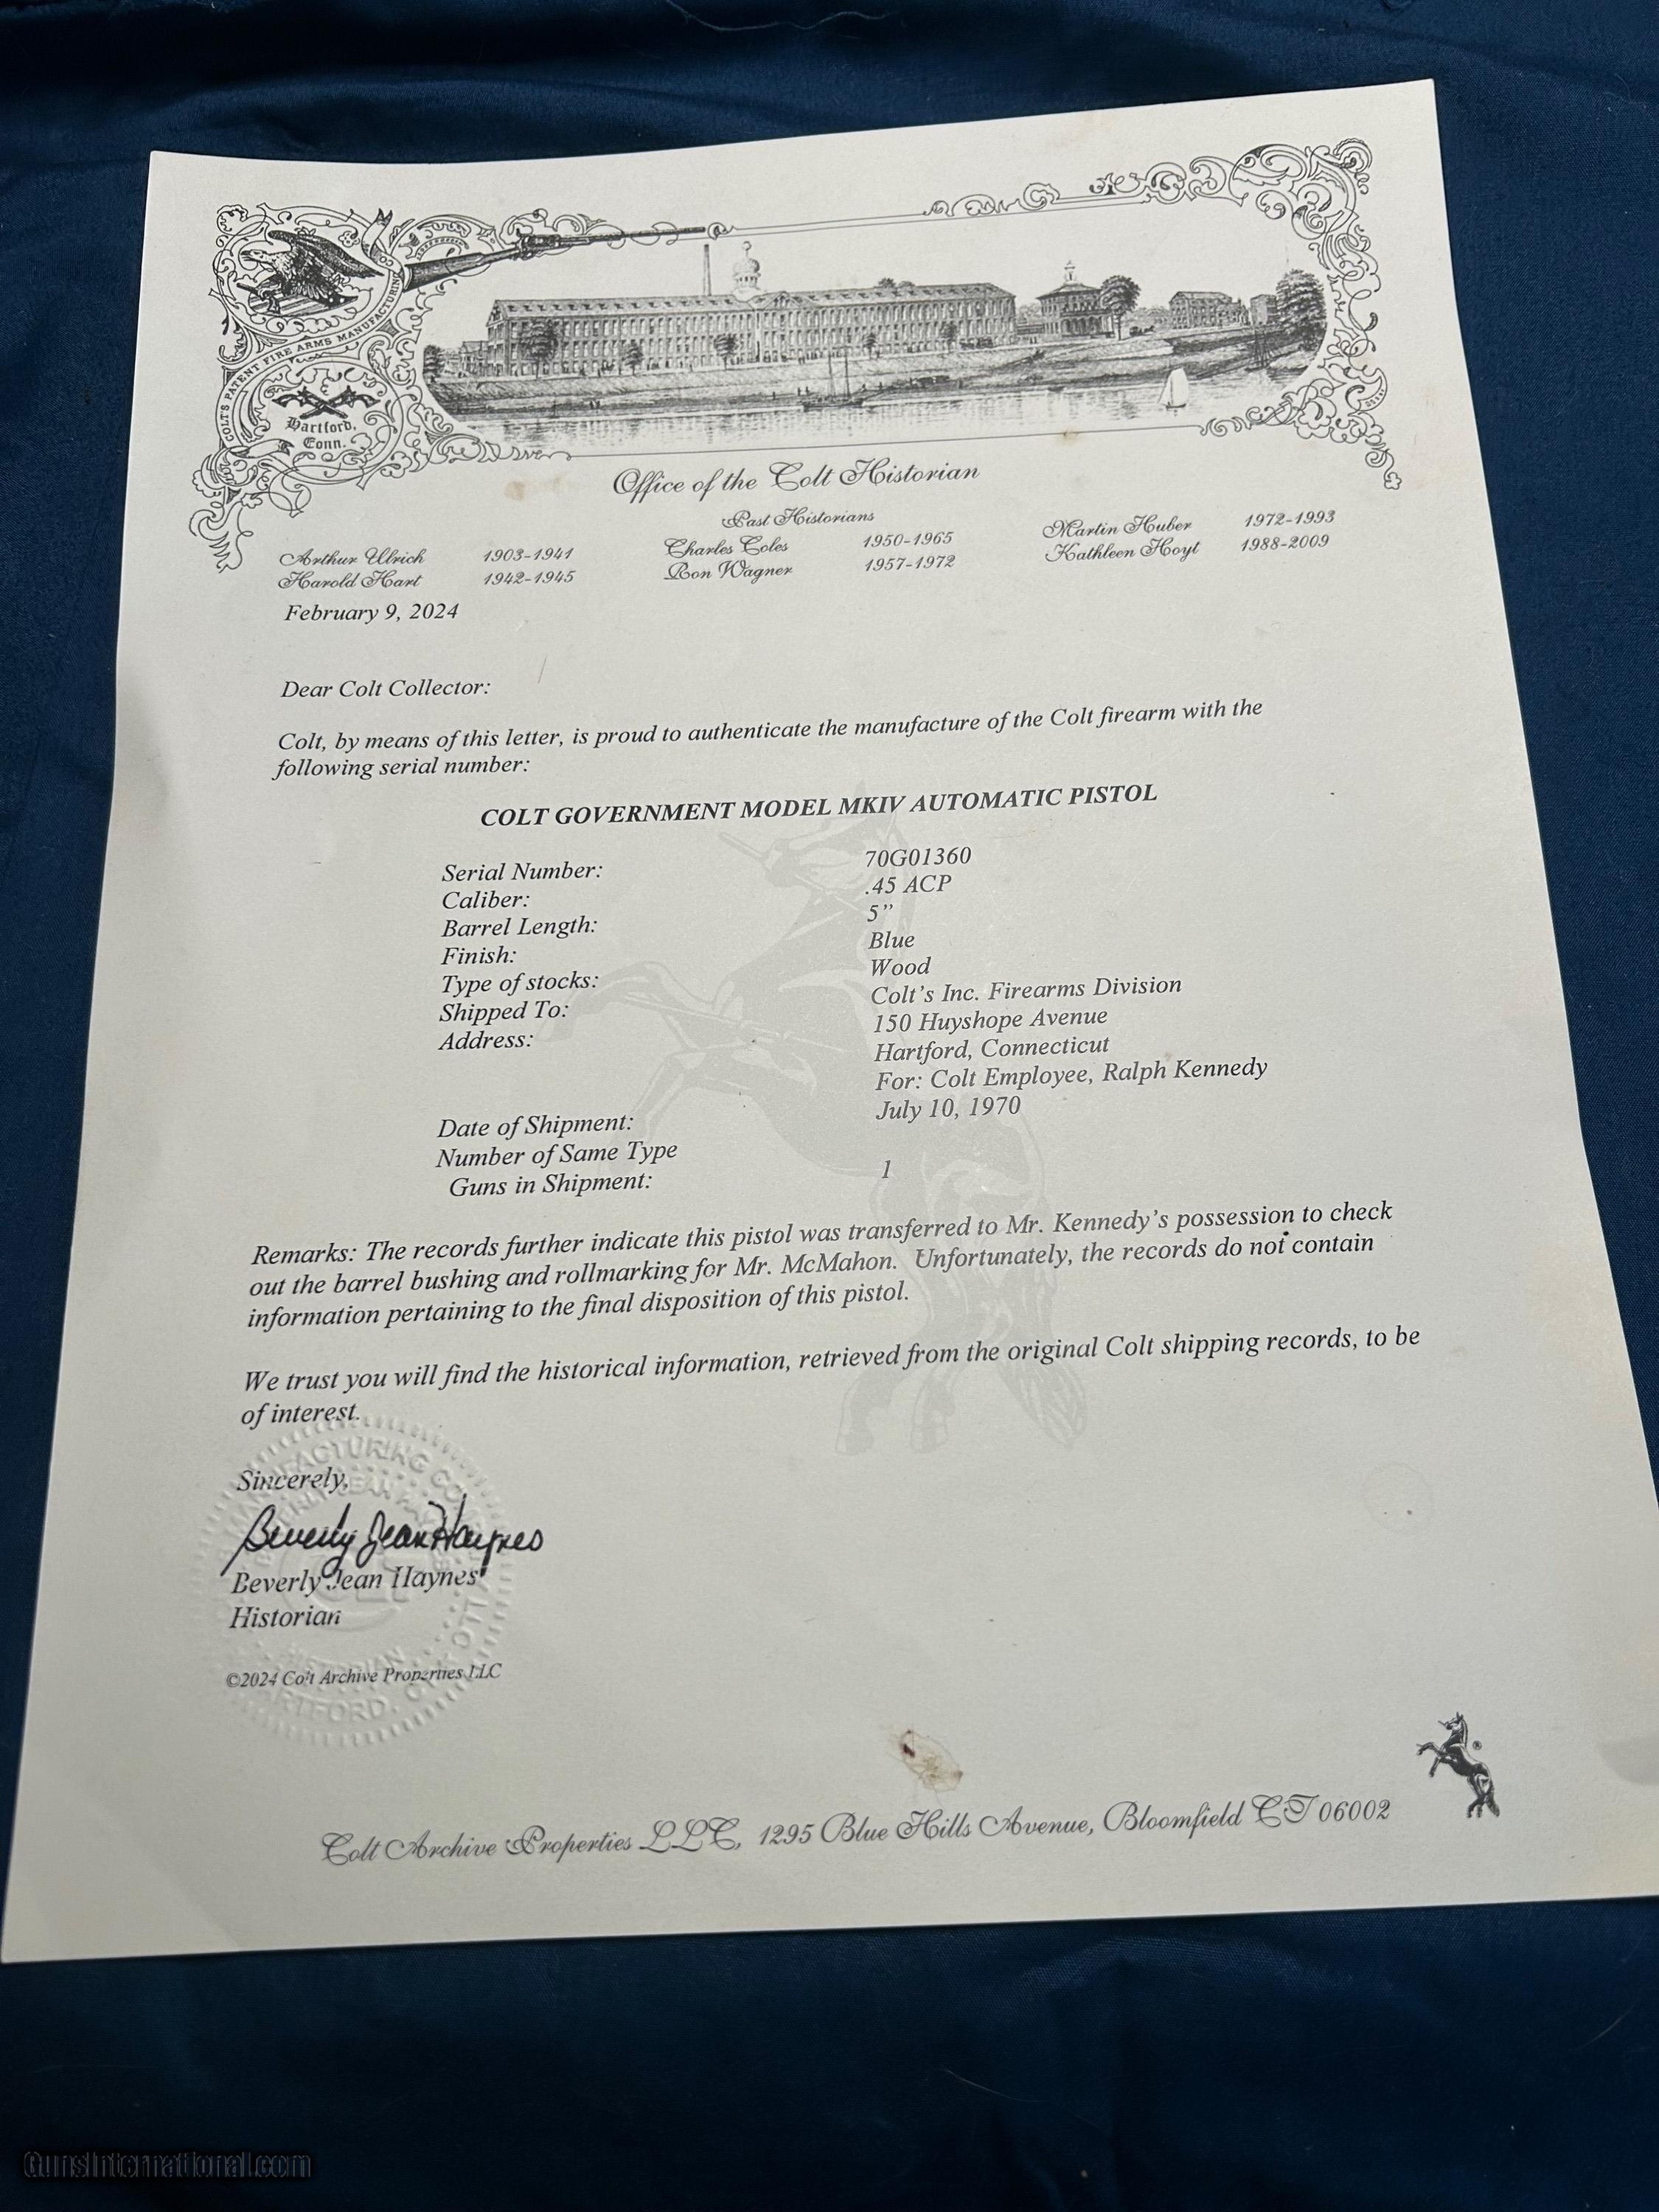 COLT'S PATENT FIRE ARMS MANUFACTURING
Hartford,
Conn.
Office of the Colt Historian
Past Historians
Arthur Ulrich 1903-1941 Charles Coles 1950-1965 Martin Huber 1972-1993
Harold Hart 1942-1945 Ron Wagner 1957-1972 Kathleen Hoyt 1988-2009
February 9, 2024
Dear Colt Collector:
Colt, by means of this letter, is proud to authenticate the manufacture of the Colt firearm with the
following serial number:
COLT GOVERNMENT MODEL MKIV AUTOMATIC PISTOL
Serial Number: 70G01360
Caliber: .45 ACP
Barrel Length: 5”
Finish: Blue
Type of stocks: Wood
Shipped To: Colt’s Inc. Firearms Division
Address: 150 Huyshope Avenue
Hartford, Connecticut
For: Colt Employee, Ralph Kennedy
Date of Shipment: July 10, 1970
Number of Same Type
Guns in Shipment: 1
Remarks: The records further indicate this pistol was transferred to Mr. Kennedy’s possession to check
out the barrel bushing and rollmarking for Mr. McMahon. Unfortunately, the records do not contain
information pertaining to the final disposition of this pistol.
We trust you will find the historical information, retrieved from the original Colt shipping records, to be
of interest.
Sincerely,
Beverly Jean Haynes
Beverly Jean Haynes
Historian
©2024 Colt Archive Properties LLC
Colt Archive Properties LLC, 1295 Blue Hills Avenue, Bloomfield CT 06002
®
GunsInternational.com